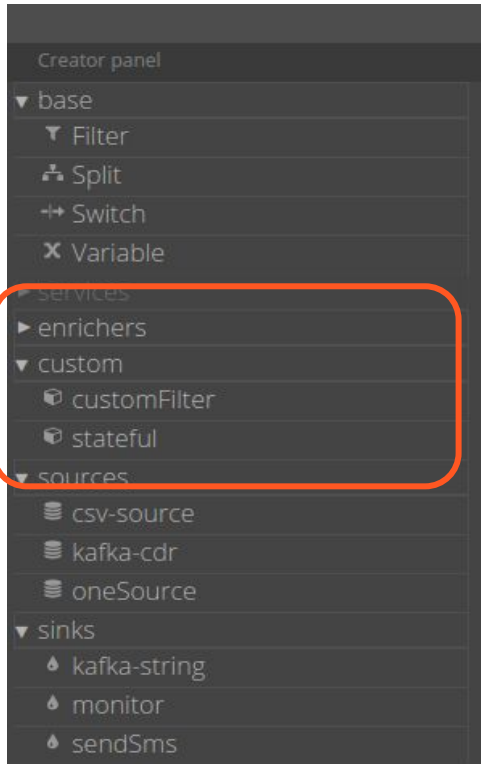 Creator panel
base
Filter
Split
Switch
Variable
services
enrichers
custom
customFilter
stateful
sources
csv-source
kafka-cdr
oneSource
sinks
kafka-string
monitor
sendSms